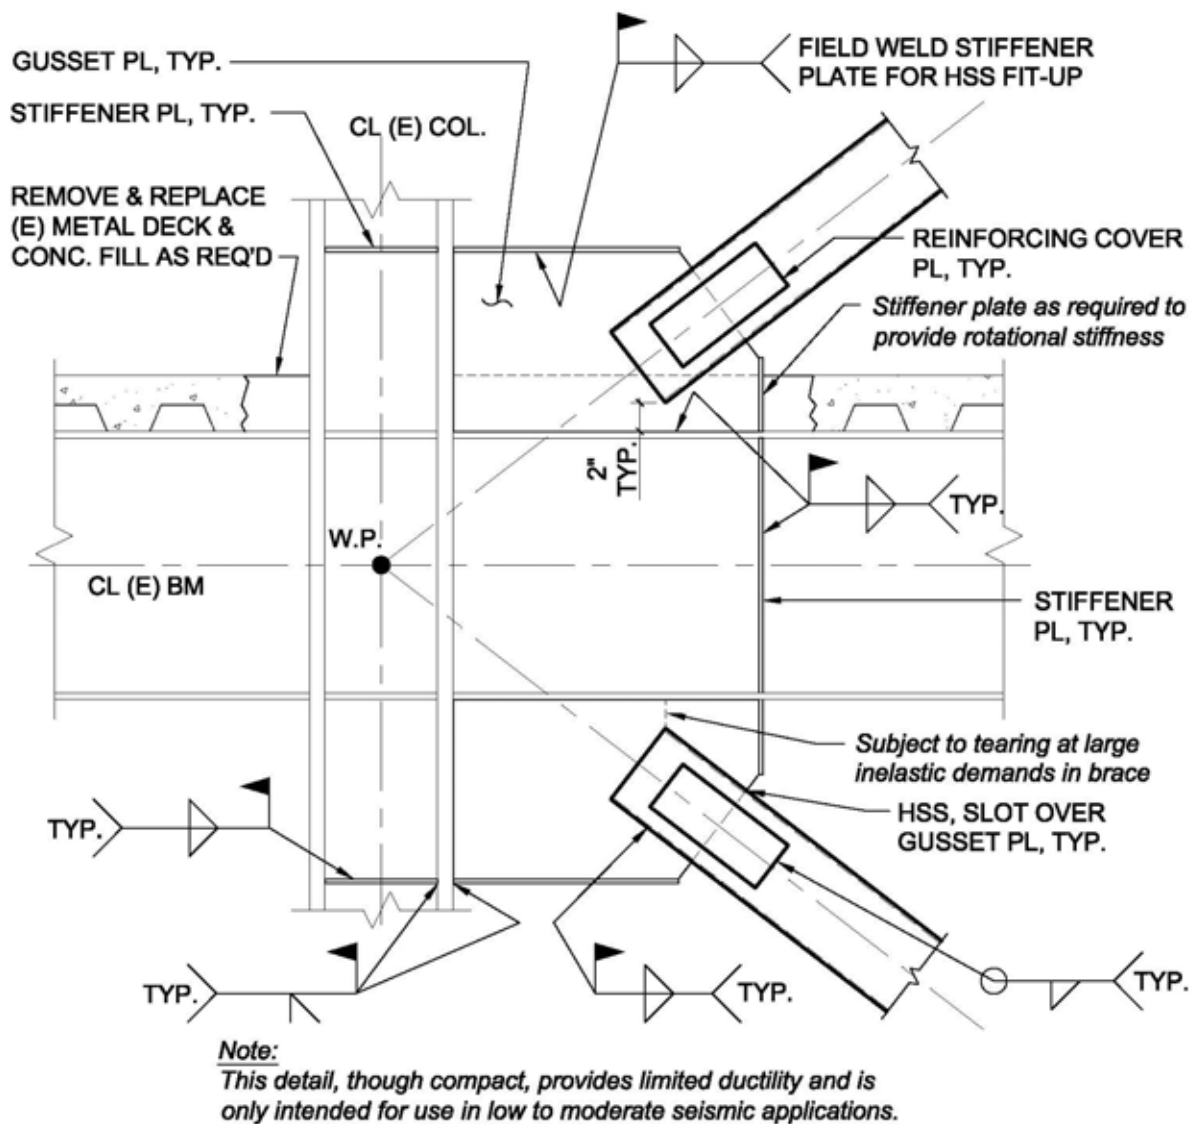 GUSSET PL, TYP.
STIFFENER PL, TYP.
CL (E) COL.
REMOVE & REPLACE
(E) METAL DECK &
CONC. FILL AS REQ'D
FIELD WELD STIFFENER
PLATE FOR HSS FIT-UP
REINFORCING COVER
PL, TYP.
Stiffener plate as required to
provide rotational stiffness
2"
TYP.
TYP.
W.P.
CL (E) BM
STIFFENER
PL, TYP.
Subject to tearing at large
inelastic demands in brace
HSS, SLOT OVER
GUSSET PL, TYP.
TYP.
TYP.
TYP.
TYP.
Note:
This detail, though compact, provides limited ductility and is
only intended for use in low to moderate seismic applications.